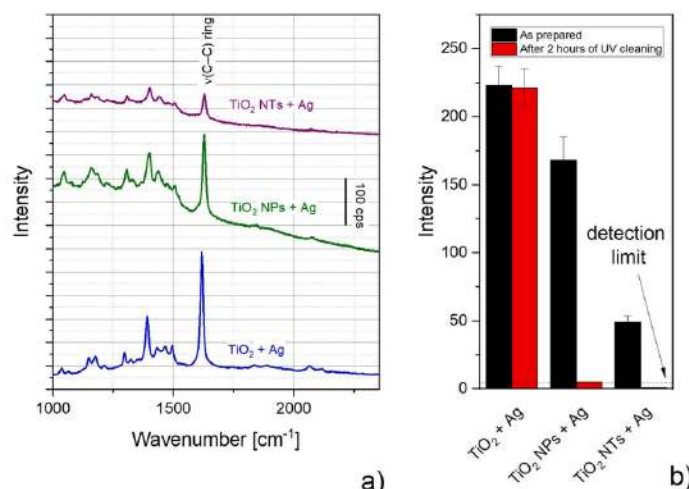 ν(C–C) ring
TiO₂ NTs + Ag
TiO₂ NPs + Ag
100 cps
TiO₂ + Ag
Intensity
1000
1500
2000
Wavenumber [cm⁻¹]
a)
As prepared
After 2 hours of UV cleaning
250
200
150
100
50
0
Intensity
detection
limit
TiO₂ + Ag
TiO₂ NPs + Ag
TiO₂ NTs + Ag
b)